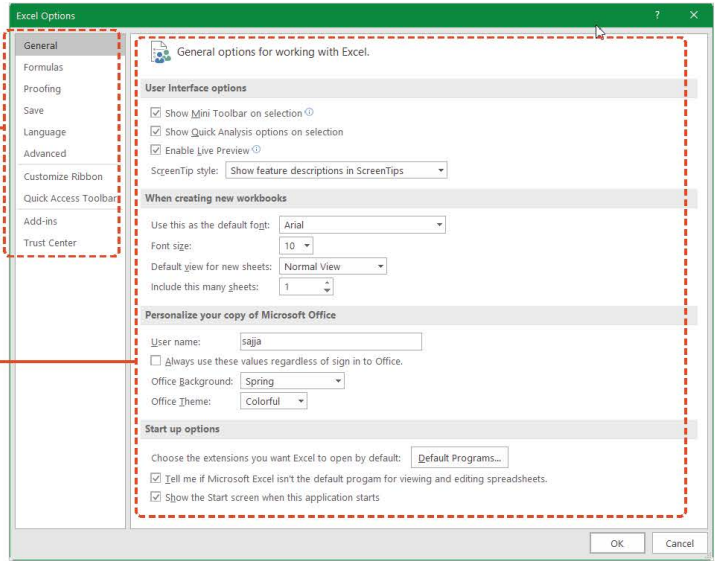 Excel Options
?
General
Formulas
Proofing
Save
Language
Advanced
Customize Ribbon
Quick Access Toolbar
Add-ins
Trust Center
General options for working with Excel.
User Interface options
Show Mini Toolbar on selection
Show Quick Analysis options on selection
Enable Live Preview
ScreenTip style: Show feature descriptions in ScreenTips
When creating new workbooks
Use this as the default font: Arial
Font size: 10
Default view for new sheets: Normal View
Include this many sheets: 1
Personalize your copy of Microsoft Office
User name: sajja
Always use these values regardless of sign in to Office.
Office Background: Spring
Office Theme: Colorful
Start up options
Choose the extensions you want Excel to open by default: Default Programs...
Tell me if Microsoft Excel isn't the default progam for viewing and editing spreadsheets.
Show the Start screen when this application starts
OK Cancel